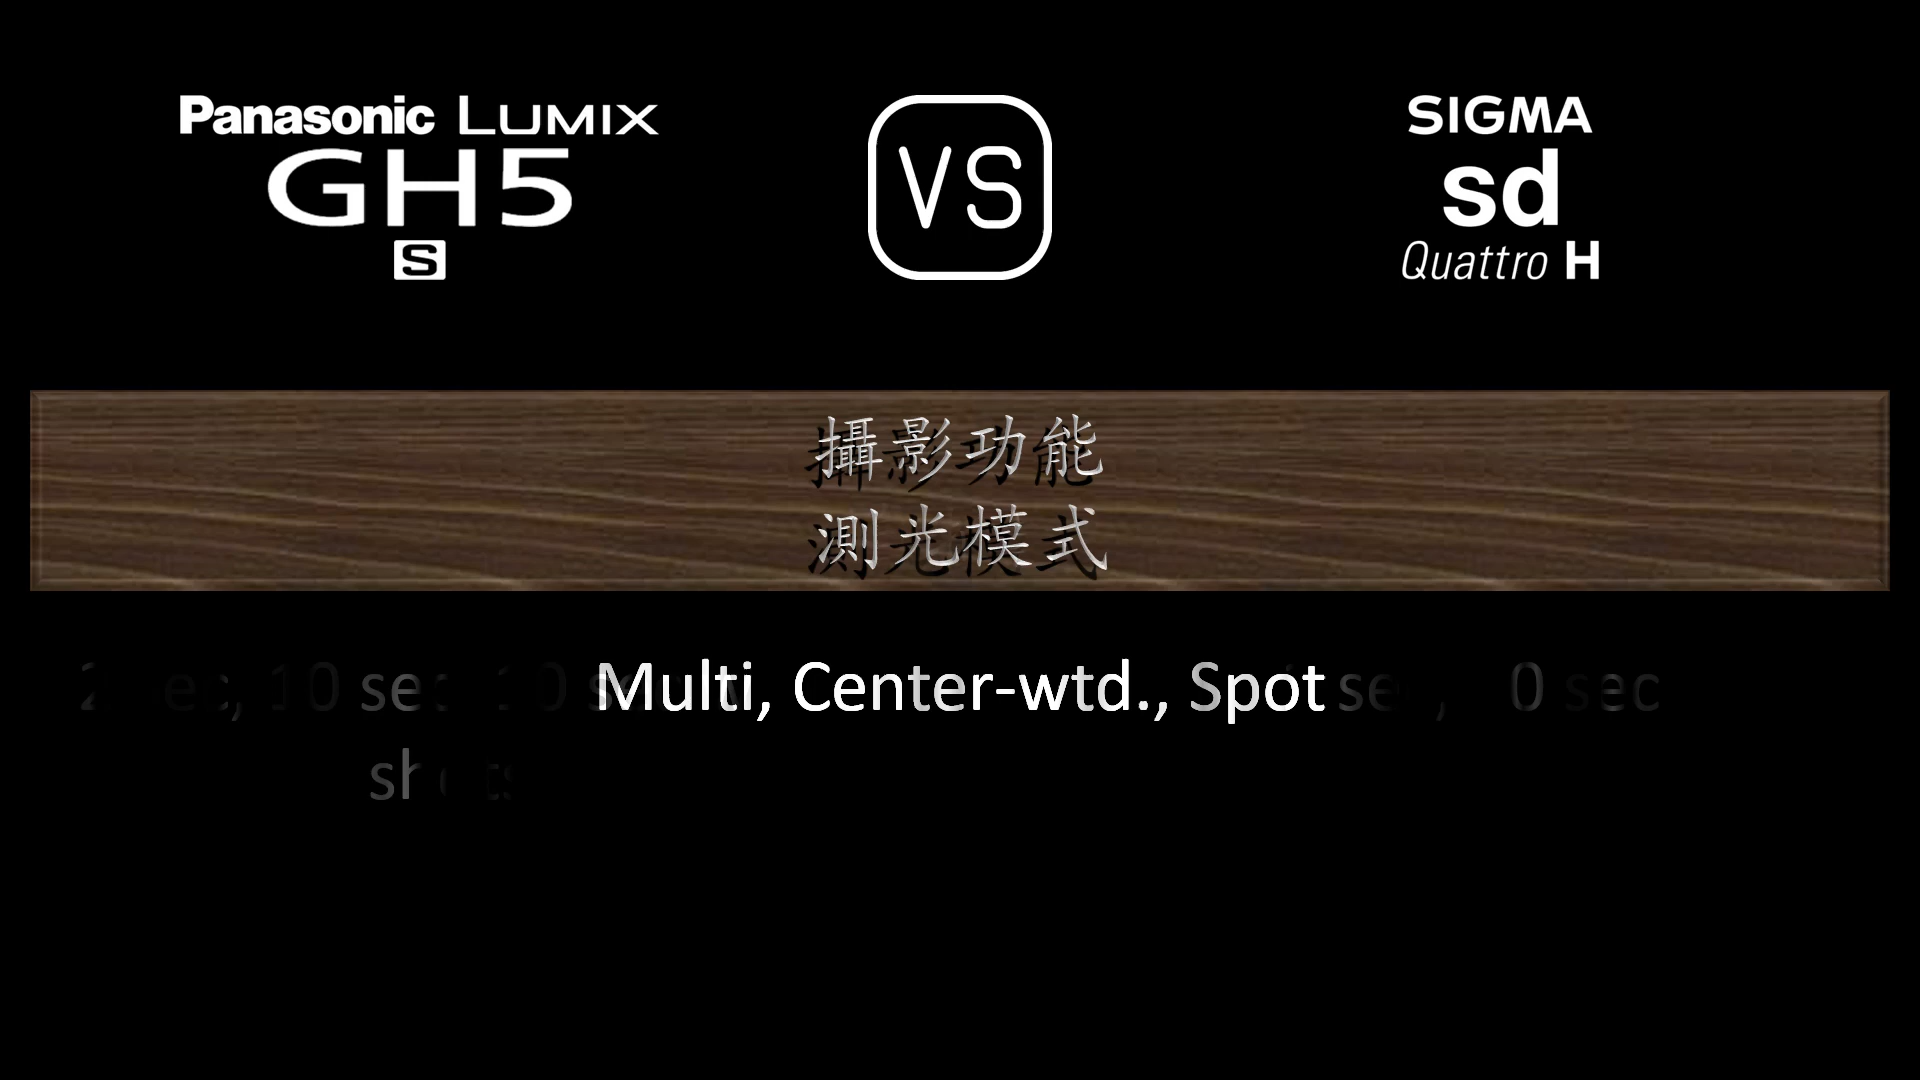 Panasonic LUMIX
GH5
S
VS
SIGMA
sd
Quattro H
攝影功能
測光模式
Multi, Center-wtd., Spot